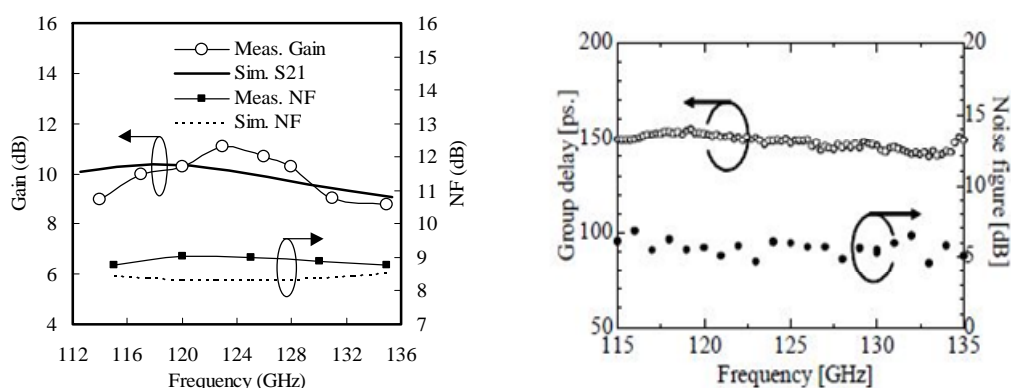 16
14
12
10
8
6
4
Gain (dB)
Meas. Gain
Sim. S21
Meas. NF
Sim. NF
16
15
14
13
12
11
10
9
8
7
NF (dB)
112 116 120 124 128 132 136
Frequency (GHz)
200
150
100
50
Group delay [ps.]
20
15
10
5
0
Noise figure [dB]
115 120 125 130 135
Frequency [GHz]